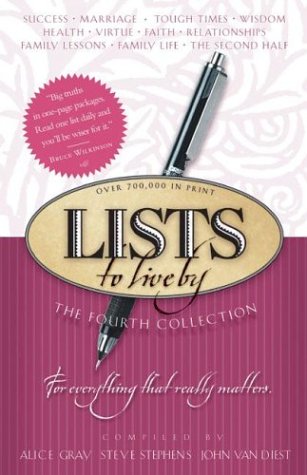 SUCCESS • MARRIAGE • TOUGH TIMES • WISDOM
HEALTH • VIRTUE • FAITH • RELATIONSHIPS
FAMILY LESSONS • FAMILY LIFE • THE SECOND HALF
"Big truths
in one-page packages.
Read one list daily and
you'll be wiser for it."
BRUCE WILKINSON
OVER 700,000 IN PRINT
LISTS
to live by
THE FOURTH COLLECTION
For everything that really matters.
COMPILED BY
ALICE GRAY STEVE STEPHENS JOHN VAN DIEST